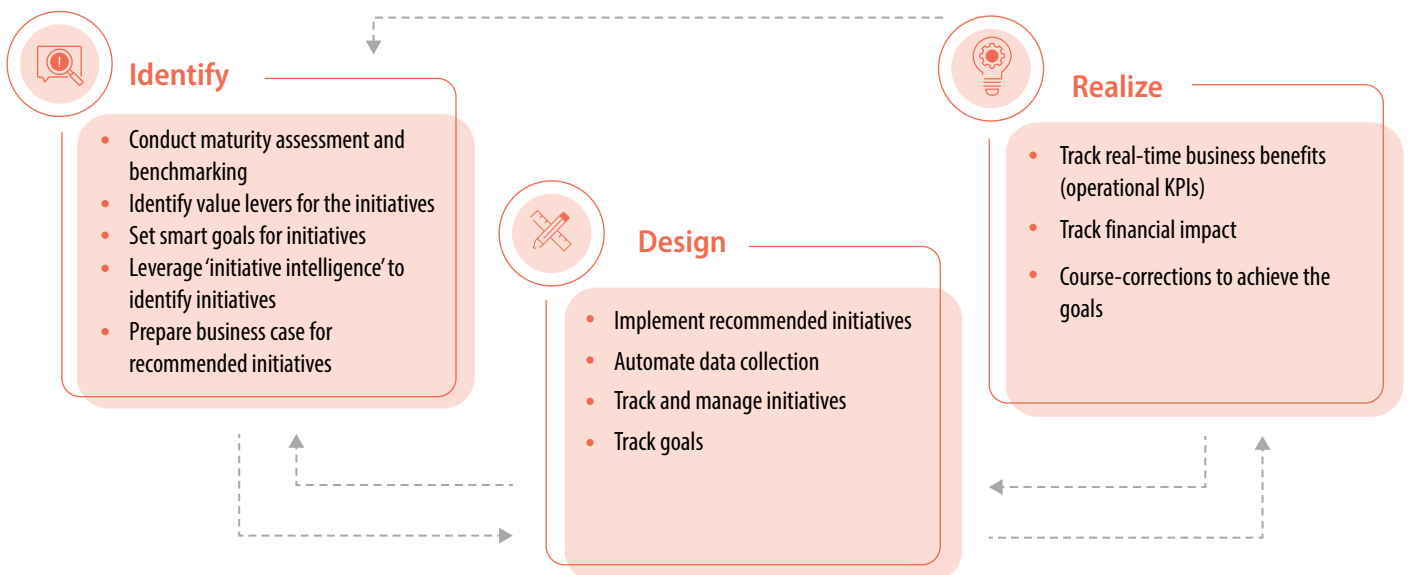 Identify
• Conduct maturity assessment and
benchmarking
• Identify value levers for the initiatives
• Set smart goals for initiatives
• Leverage ‘initiative intelligence’ to
identify initiatives
• Prepare business case for
recommended initiatives
Design
• Implement recommended initiatives
• Automate data collection
• Track and manage initiatives
• Track goals
Realize
• Track real-time business benefits
(operational KPIs)
• Track financial impact
• Course-corrections to achieve the
goals